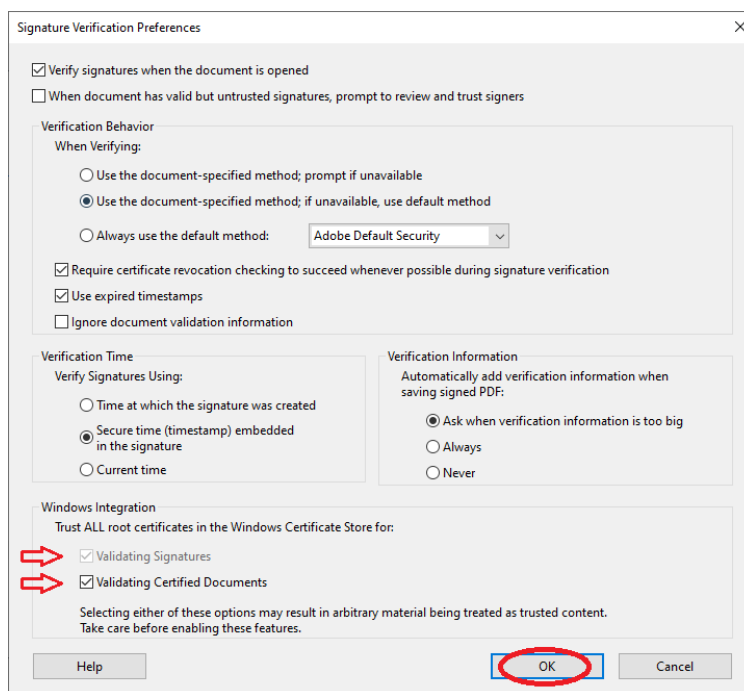 Signature Verification Preferences
Verify signatures when the document is opened
When document has valid but untrusted signatures, prompt to review and trust signers
Verification Behavior
When Verifying:
Use the document-specified method; prompt if unavailable
Use the document-specified method; if unavailable, use default method
Always use the default method: Adobe Default Security
Require certificate revocation checking to succeed whenever possible during signature verification
Use expired timestamps
Ignore document validation information
Verification Time
Verify Signatures Using:
Time at which the signature was created
Secure time (timestamp) embedded
in the signature
Current time
Verification Information
Automatically add verification information when
saving signed PDF:
Ask when verification information is too big
Always
Never
Windows Integration
Trust ALL root certificates in the Windows Certificate Store for:
Validating Signatures
Validating Certified Documents
Selecting either of these options may result in arbitrary material being treated as trusted content.
Take care before enabling these features.
Help OK Cancel